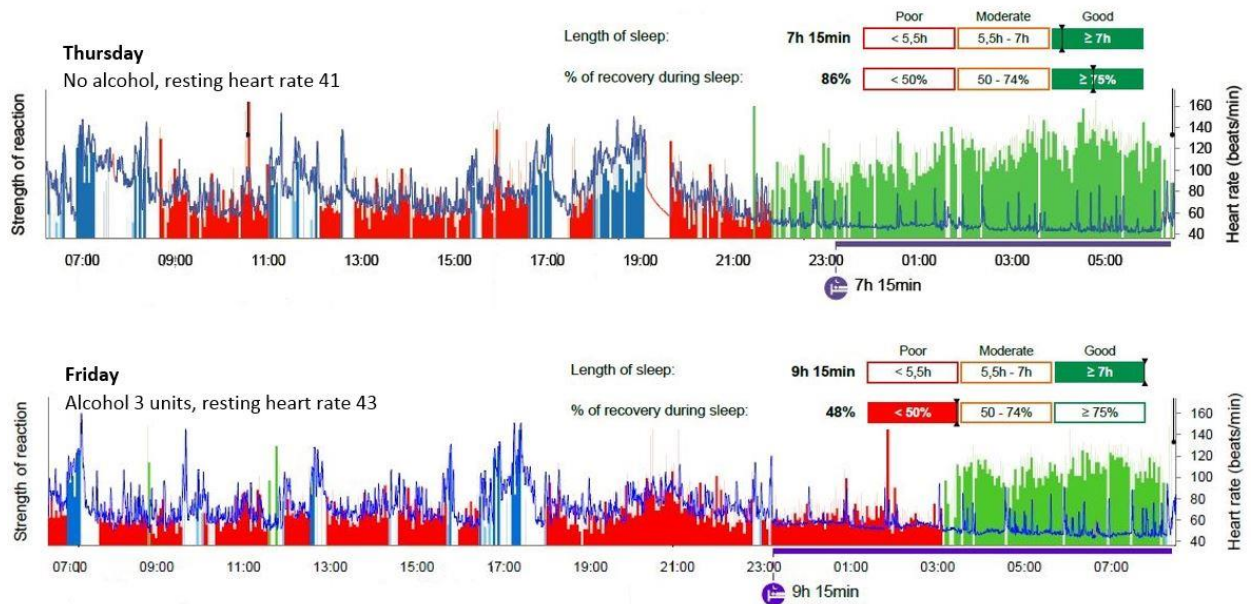 Thursday
No alcohol, resting heart rate 41
Poor Moderate Good
Length of sleep: 7h 15min < 5,5h 5,5h - 7h ≥ 7h
% of recovery during sleep: 86% < 50% 50 - 74% ≥ 75%
Strength of reaction
Heart rate (beats/min)
160
140
120
100
80
60
40
07:00 09:00 11:00 13:00 15:00 17:00 19:00 21:00 23:00 01:00 03:00 05:00
7h 15min
Friday
Alcohol 3 units, resting heart rate 43
Poor Moderate Good
Length of sleep: 9h 15min < 5,5h 5,5h - 7h ≥ 7h
% of recovery during sleep: 48% < 50% 50 - 74% ≥ 75%
Strength of reaction
Heart rate (beats/min)
160
140
120
100
80
60
40
07:00 09:00 11:00 13:00 15:00 17:00 19:00 21:00 23:00 01:00 03:00 05:00 07:00
9h 15min